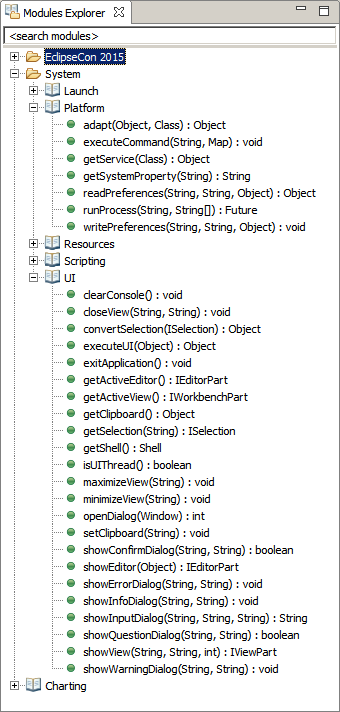 Modules Explorer
<search modules>
EclipseCon 2015
System
Launch
Platform
adapt(Object, Class) : Object
executeCommand(String, Map) : void
getService(Class) : Object
getSystemProperty(String) : String
readPreferences(String, String, Object) : Object
runProcess(String, String[]) : Future
writePreferences(String, String, Object) : void
Resources
Scripting
UI
clearConsole() : void
closeView(String, String) : void
convertSelection(ISelection) : Object
executeUI(Object) : Object
exitApplication() : void
getActiveEditor() : IEditorPart
getActiveView() : IWorkbenchPart
getClipboard() : Object
getSelection(String) : ISelection
getShell() : Shell
isUIThread() : boolean
maximizeView(String) : void
minimizeView(String) : void
openDialog(Window) : int
setClipboard(String) : void
showConfirmDialog(String, String) : boolean
showEditor(Object) : IEditorPart
showErrorDialog(String, String) : void
showInfoDialog(String, String) : void
showInputDialog(String, String, String) : String
showQuestionDialog(String, String) : boolean
showView(String, String, int) : IViewPart
showWarningDialog(String, String) : void
Charting